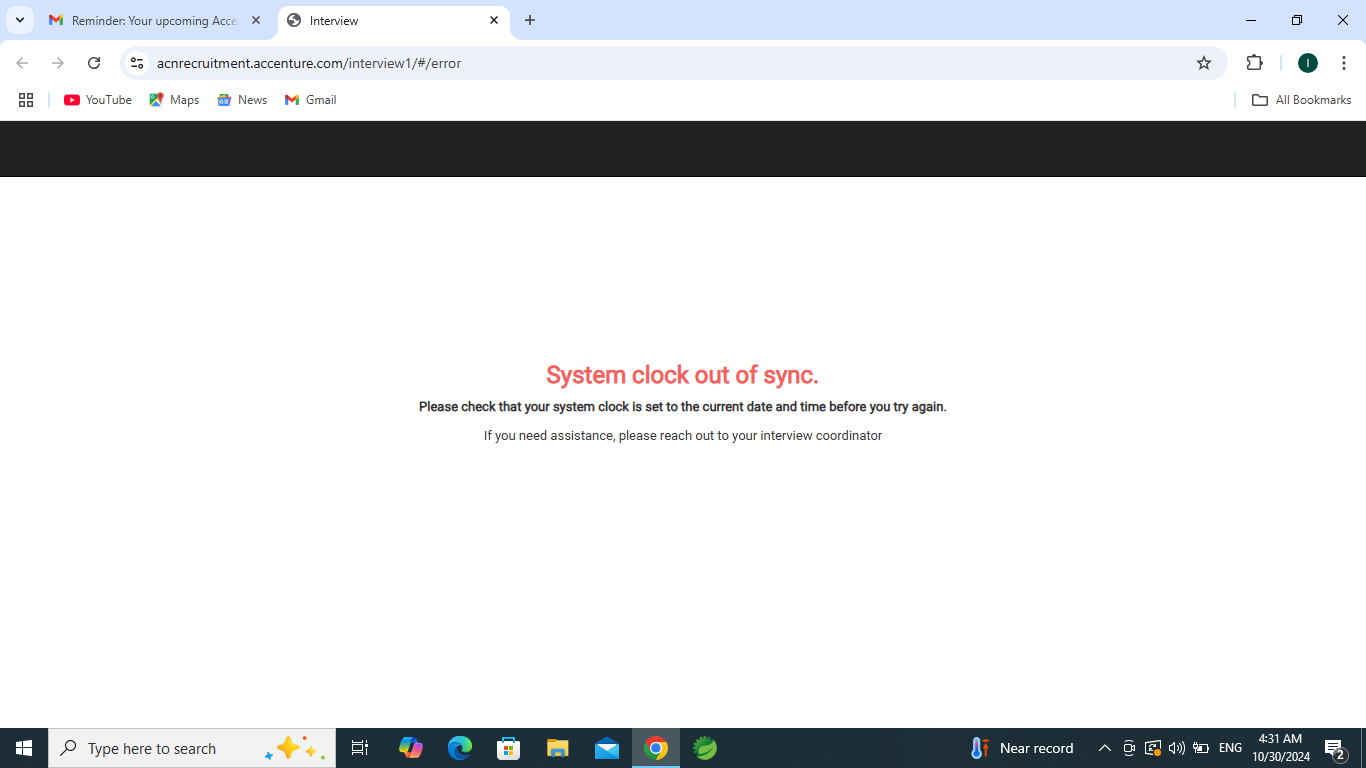 Reminder: Your upcoming Acce
Interview
acnrecruitment.accenture.com/interview1/#/error
I
YouTube
Maps
News
Gmail
All Bookmarks
System clock out of sync.
Please check that your system clock is set to the current date and time before you try again.
If you need assistance, please reach out to your interview coordinator
Type here to search
Near record
ENG
4:31 AM
10/30/2024
2